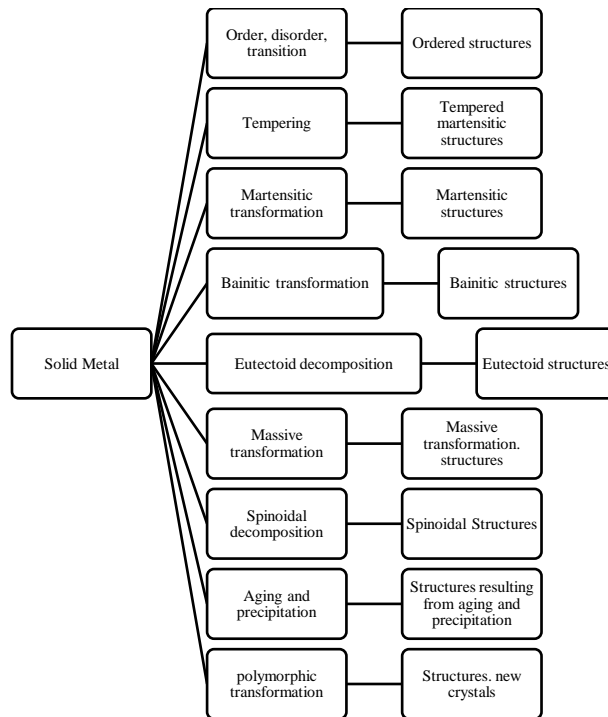 Order, disorder,
transition
Ordered structures
Tempering
Tempered
martensitic
structures
Martensitic
transformation
Martensitic
structures
Bainitic transformation
Bainitic structures
Solid Metal
Eutectoid decomposition
Eutectoid structures
Massive
transformation
Massive
transformation.
structures
Spinoidal
decomposition
Spinoidal Structures
Aging and
precipitation
Structures resulting
from aging and
precipitation
polymorphic
transformation
Structures. new
crystals